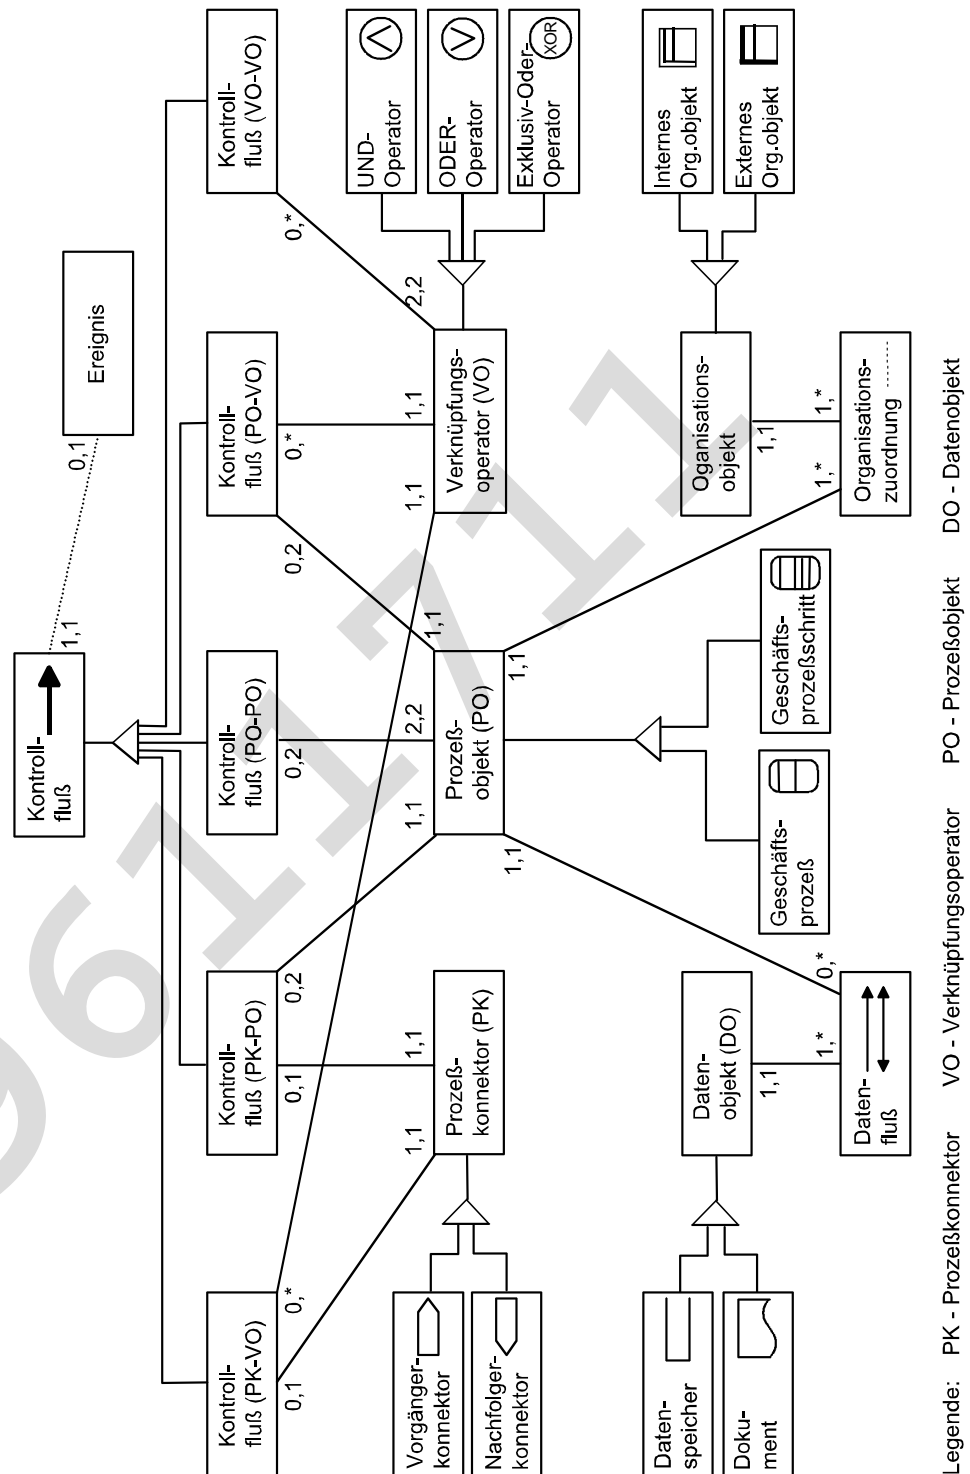 Kontroll-
fluß
1,1
0,1
Ereignis
Kontroll-
fluß (PK-VO)
0,1
0,*
Kontroll-
fluß (PK-PO)
0,1
0,2
Kontroll-
fluß (PO-PO)
0,2
Kontroll-
fluß (PO-VO)
0,2
0,*
Kontroll-
fluß (VO-VO)
0,*
Vorgänger-
konnektor
Nachfolger-
konnektor
1,1
1,1
Prozeß-
konnektor (PK)
1,1
2,2
1,1
Prozeß-
objekt (PO)
1,1
1,1
1,1
1,1
2,2
Verknüpfungs-
operator (VO)
UND-
Operator
ODER-
Operator
Exklusiv-Oder-
Operator
XOR
Daten-
speicher
Doku-
ment
Daten-
objekt (DO)
1,1
1,*
0,*
Daten-
fluß
Geschäfts-
prozeß
Geschäfts-
prozeßschritt
Oganisations-
objekt
1,1
1,*
1,*
Organisations-
zuordnung
Internes
Org.objekt
Externes
Org.objekt
Legende: PK - Prozeßkonnektor VO - Verknüpfungsoperator PO - Prozeßobjekt DO - Datenobjekt
9611711